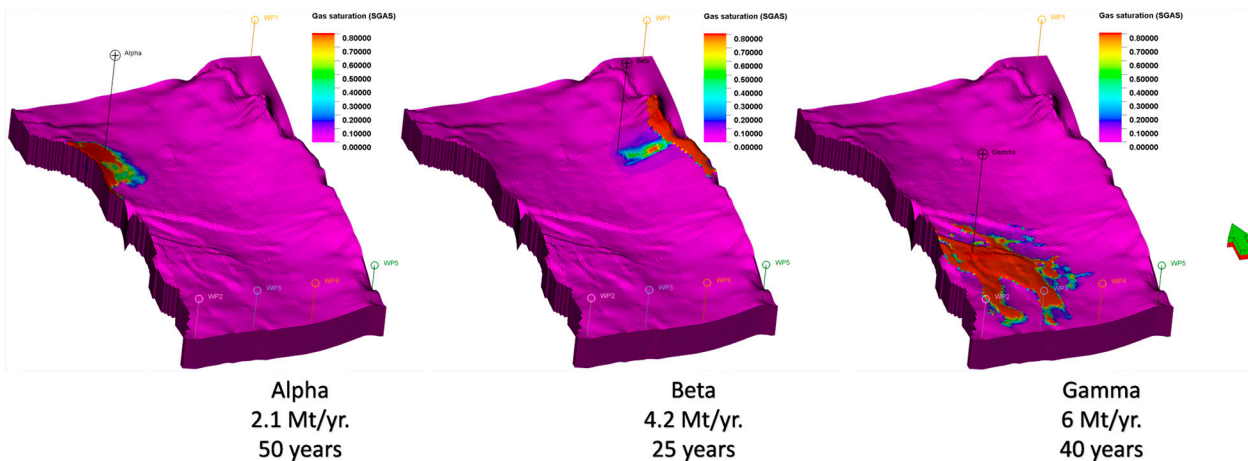 Gas saturation (SGAS)
0.80000
0.70000
0.60000
0.50000
0.40000
0.30000
0.20000
0.10000
0.00000
WP1
Alpha
WP5
WP4
WP3
WP2
Alpha
2.1 Mt/yr.
50 years
Gas saturation (SGAS)
0.80000
0.70000
0.60000
0.50000
0.40000
0.30000
0.20000
0.10000
0.00000
WP1
Beta
WP5
WP4
WP3
WP2
Beta
4.2 Mt/yr.
25 years
Gas saturation (SGAS)
0.80000
0.70000
0.60000
0.50000
0.40000
0.30000
0.20000
0.10000
0.00000
WP1
Gamma
WP5
WP4
WP3
WP2
Gamma
6 Mt/yr.
40 years